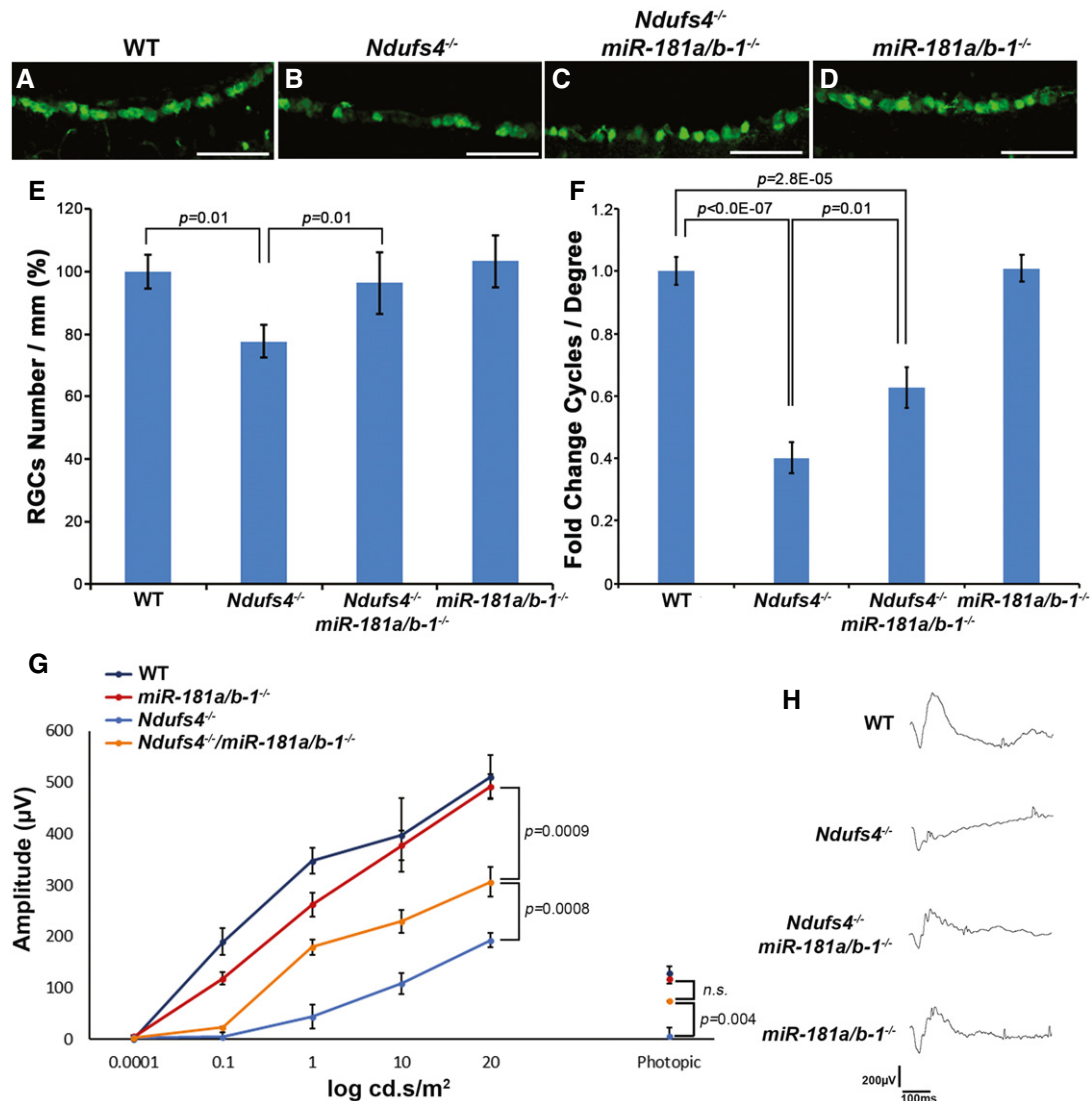 WT
Ndufs4-/-
Ndufs4-/-
miR-181a/b-1-/-
miR-181a/b-1-/-
A
B
C
D
E
RGCs Number / mm (%)
120
100
80
60
40
20
0
p=0.01
p=0.01
WT
Ndufs4-/-
Ndufs4-/-
miR-181a/b-1-/-
miR-181a/b-1-/-
F
Fold Change Cycles / Degree
1.2
1.0
0.8
0.6
0.4
0.2
0
p=2.8E-05
p<0.0E-07
p=0.01
WT
Ndufs4-/-
Ndufs4-/-
miR-181a/b-1-/-
miR-181a/b-1-/-
G
WT
miR-181a/b-1-/-
Ndufs4-/-
Ndufs4-/-/miR-181a/b-1-/-
Amplitude (µV)
600
500
400
300
200
100
0
p=0.0009
p=0.0008
n.s.
p=0.004
0.0001
0.1
1
10
20
Photopic
log cd.s/m²
H
WT
Ndufs4-/-
Ndufs4-/-
miR-181a/b-1-/-
miR-181a/b-1-/-
200µV
100ms